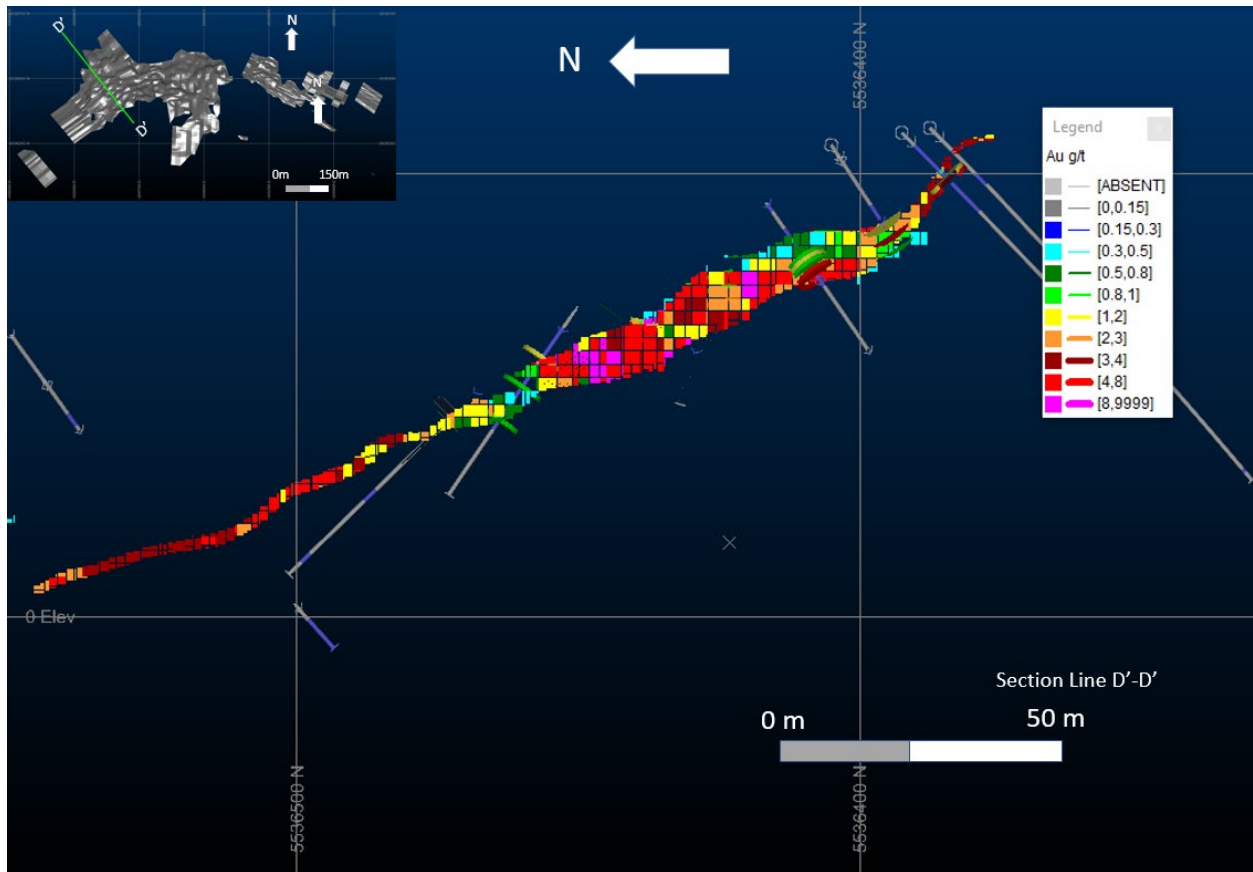 D'
N
N
D'
0m 150m
N
5536400 N
Legend
Au g/t
[ABSENT]
[0,0.15]
[0.15,0.3]
[0.3,0.5]
[0.5,0.8]
[0.8,1]
[1,2]
[2,3]
[3,4]
[4,8]
[8,9999]
0 Elev
Section Line D'-D'
0 m 50 m
5536500 N
5536400 N